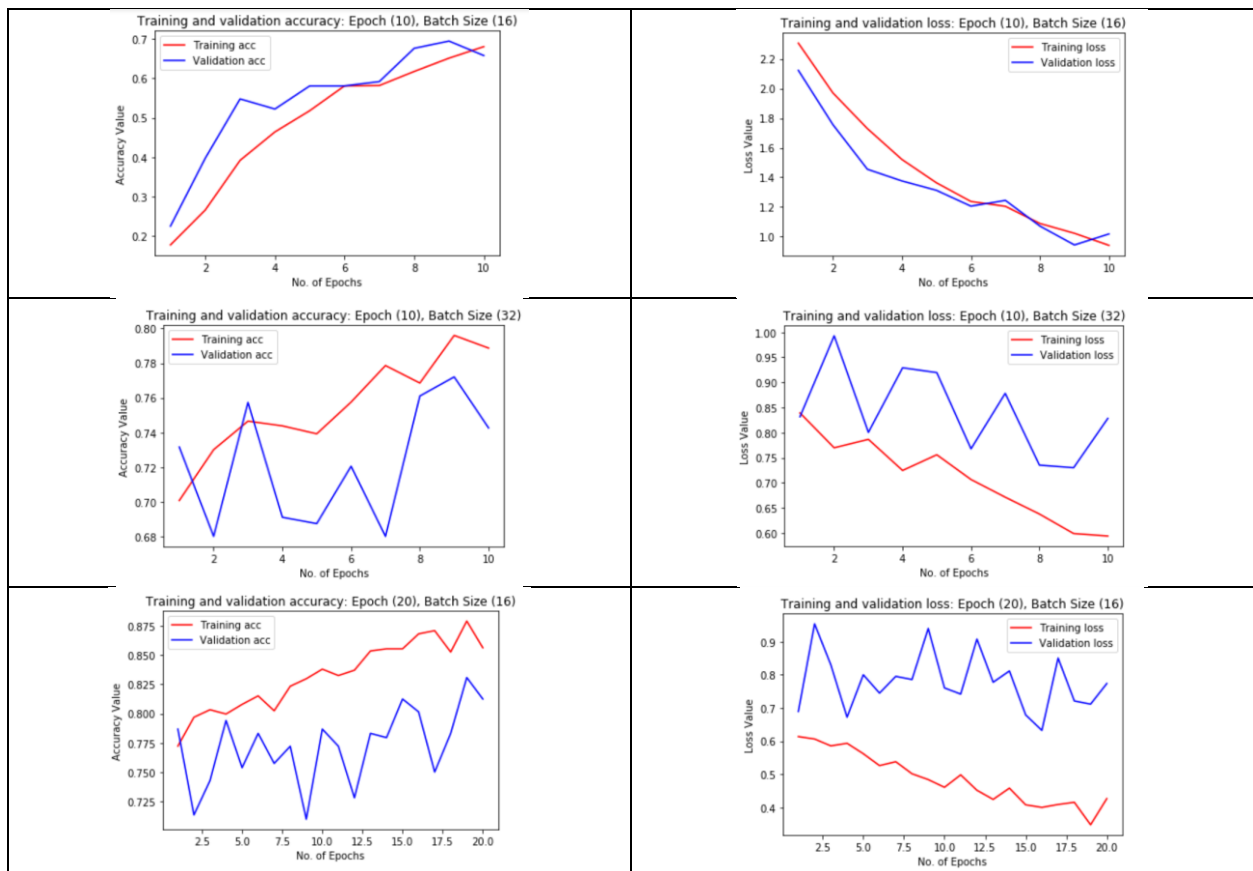 Training and validation accuracy: Epoch (10), Batch Size (16)
0.7
0.6
0.5
0.4
0.3
0.2
Accuracy Value
Training acc
Validation acc
2 4 6 8 10
No. of Epochs
Training and validation loss: Epoch (10), Batch Size (16)
2.2
2.0
1.8
1.6
1.4
1.2
1.0
Loss Value
Training loss
Validation loss
2 4 6 8 10
No. of Epochs
Training and validation accuracy: Epoch (10), Batch Size (32)
0.80
0.78
0.76
0.74
0.72
0.70
0.68
Accuracy Value
Training acc
Validation acc
2 4 6 8 10
No. of Epochs
Training and validation loss: Epoch (10), Batch Size (32)
1.00
0.95
0.90
0.85
0.80
0.75
0.70
0.65
0.60
Loss Value
Training loss
Validation loss
2 4 6 8 10
No. of Epochs
Training and validation accuracy: Epoch (20), Batch Size (16)
0.875
0.850
0.825
0.800
0.775
0.750
0.725
Accuracy Value
Training acc
Validation acc
2.5 5.0 7.5 10.0 12.5 15.0 17.5 20.0
No. of Epochs
Training and validation loss: Epoch (20), Batch Size (16)
0.9
0.8
0.7
0.6
0.5
0.4
Loss Value
Training loss
Validation loss
2.5 5.0 7.5 10.0 12.5 15.0 17.5 20.0
No. of Epochs